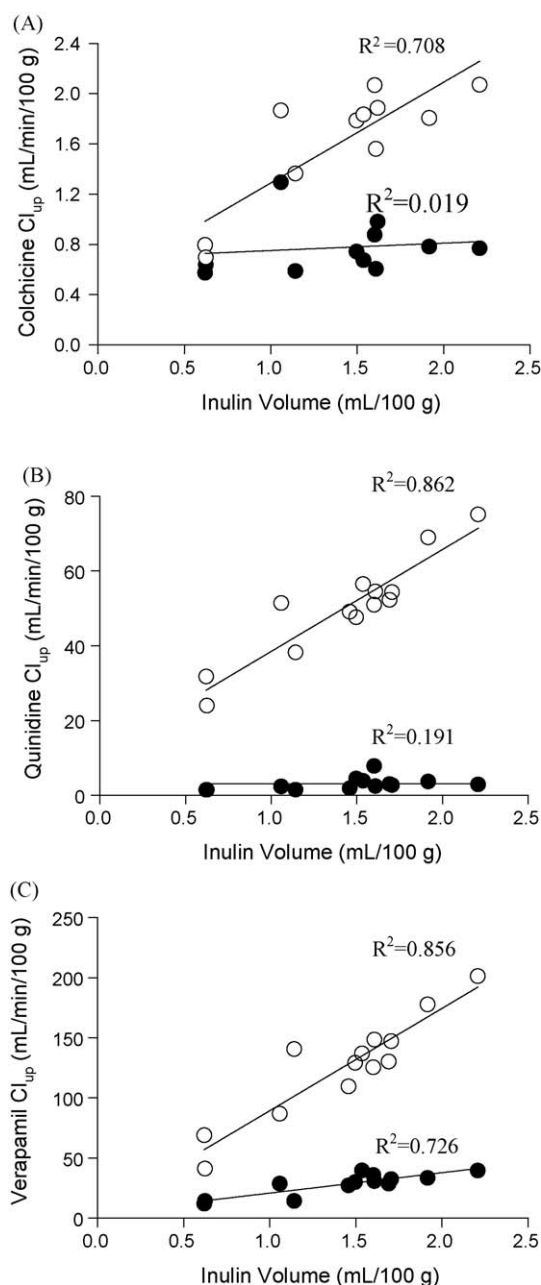 (A)
R²=0.708
R²=0.019
Colchicine Cl_up (mL/min/100 g)
2.4
2.0
1.6
1.2
0.8
0.4
0.0
0.0 0.5 1.0 1.5 2.0 2.5
Inulin Volume (mL/100 g)
(B)
R²=0.862
R²=0.191
Quinidine Cl_up (mL/min/100 g)
80
60
40
20
0
0.0 0.5 1.0 1.5 2.0 2.5
Inulin Volume (mL/100 g)
(C)
R²=0.856
R²=0.726
Verapamil Cl_up (mL/min/100 g)
250
200
150
100
50
0
0.0 0.5 1.0 1.5 2.0 2.5
Inulin Volume (mL/100 g)